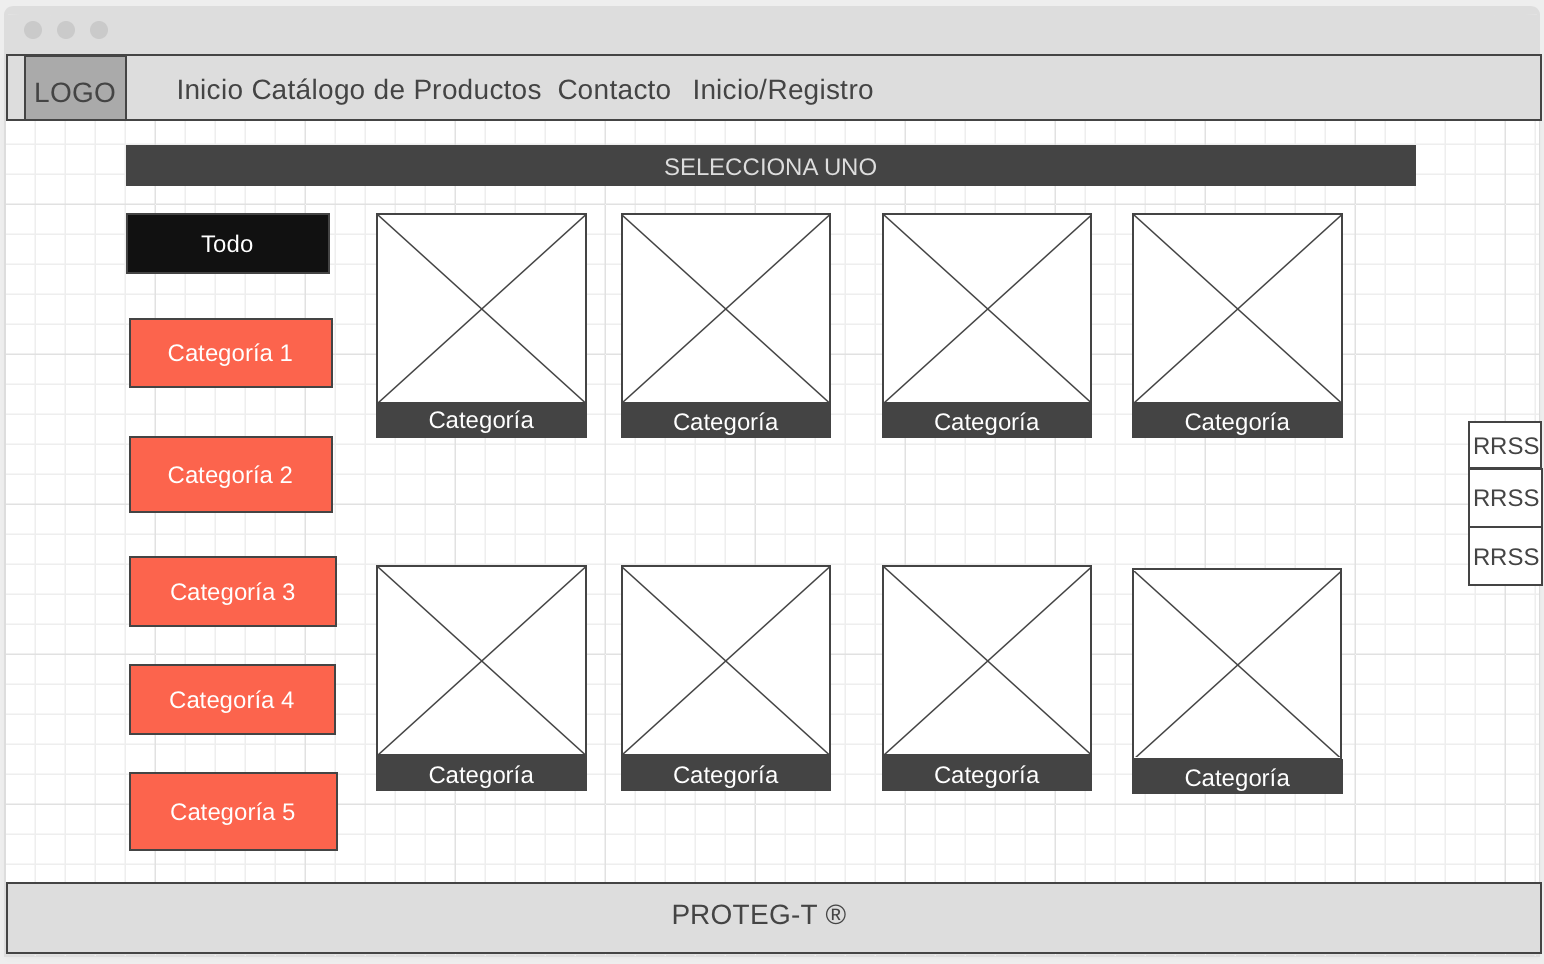 LOGO
Inicio Catálogo de Productos Contacto Inicio/Registro
SELECCIONA UNO
Todo
Categoría 1
Categoría 2
Categoría 3
Categoría 4
Categoría 5
Categoría
Categoría
Categoría
Categoría
Categoría
Categoría
Categoría
Categoría
RRSS
RRSS
RRSS
PROTEG-T ®